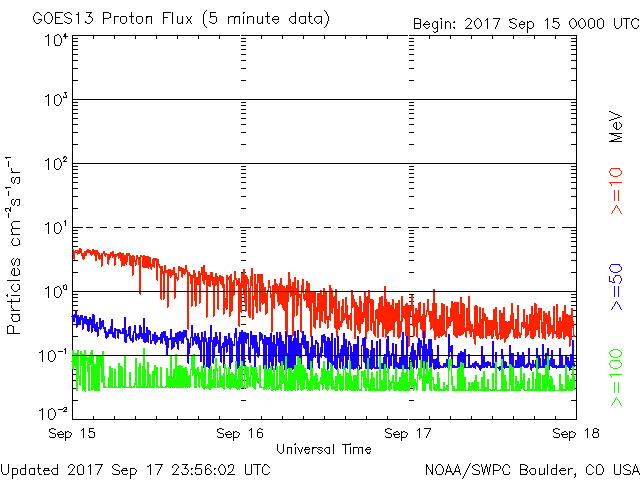 GOES13 Proton Flux (5 minute data)
Begin: 2017 Sep 15 0000 UTC
10⁴
10³
10²
10¹
10⁰
10⁻¹
10⁻²
Particles cm⁻²s⁻¹sr⁻¹
Sep 15
Sep 16
Sep 17
Sep 18
Universal Time
MeV
>=10
>=50
>=100
Updated 2017 Sep 17 23:56:02 UTC
NOAA/SWPC Boulder, CO USA